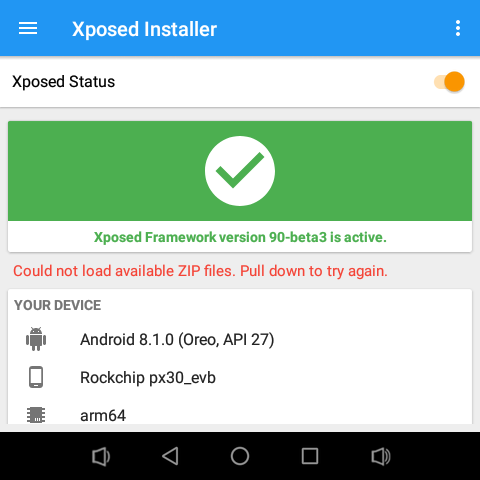 Xposed Installer
Xposed Status
Xposed Framework version 90-beta3 is active.
Could not load available ZIP files. Pull down to try again.
YOUR DEVICE
Android 8.1.0 (Oreo, API 27)
Rockchip px30_evb
arm64